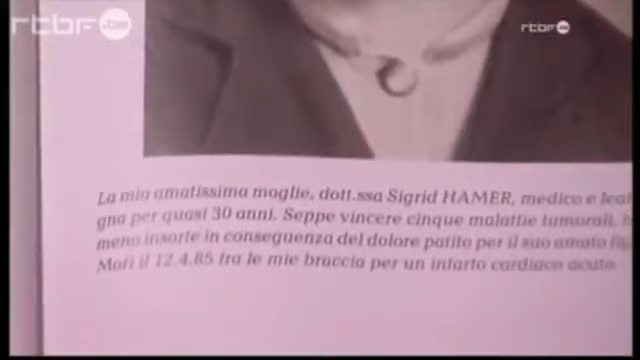 rtbf.be
rtbf.be
La mia amatissima moglie, dott.ssa Sigrid HAMER, medico e
gna per quasi 30 anni. Seppe vincere cinque malattie tumorali,
meno insorte in conseguenza del dolore patito per il suo amato
Morì il 12.4.85 fra le mie braccia per un infarto cardiaco acuto.